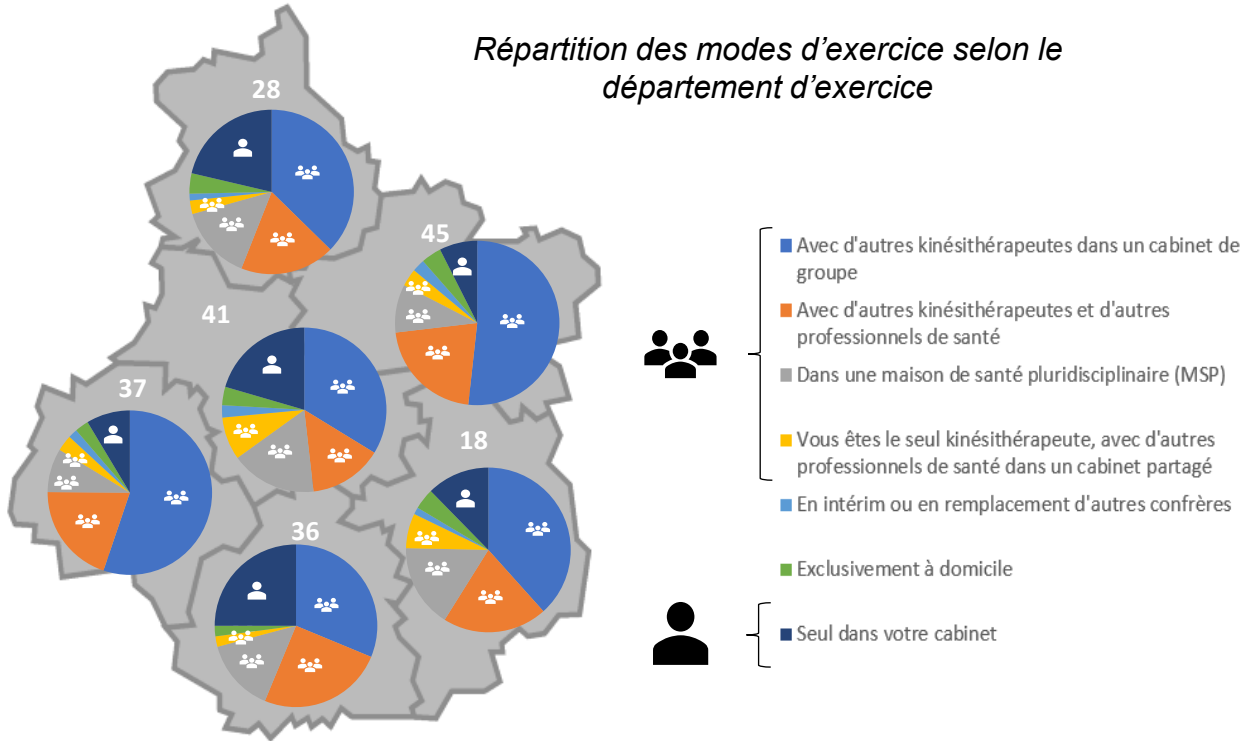 Répartition des modes d'exercice selon le
département d'exercice
28
45
41
37
18
36
Avec d'autres kinésithérapeutes dans un cabinet de
groupe
Avec d'autres kinésithérapeutes et d'autres
professionnels de santé
Dans une maison de santé pluridisciplinaire (MSP)
Vous êtes le seul kinésithérapeute, avec d'autres
professionnels de santé dans un cabinet partagé
En intérim ou en remplacement d'autres confrères
Exclusivement à domicile
Seul dans votre cabinet